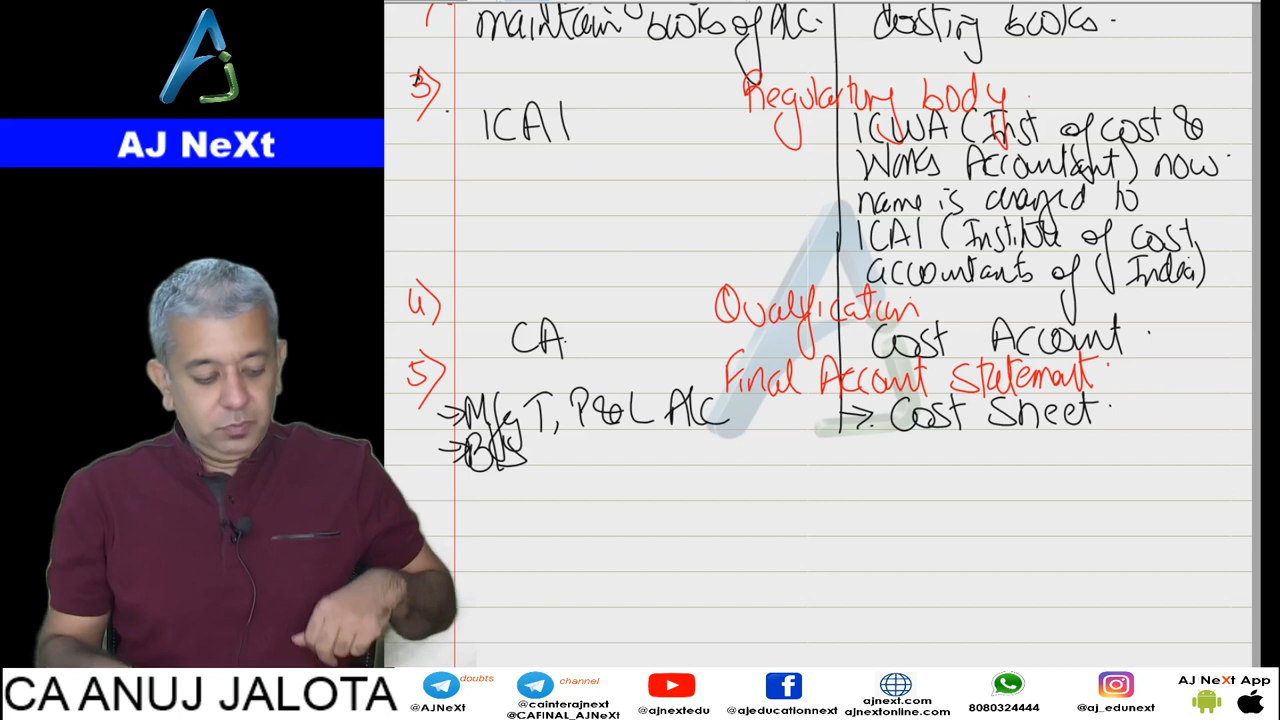 AJ NeXt
maintain books of A/C. costing books.
3) Regulatory body.
ICAI ICWA (Inst of cost &
Works Accountant) now
name is changed to
ICAI (Institute of Cost
accountants of India)
4) Qualification
CA. Cost Account.
5) Final Account Statement.
→ Mfg T, P&L A/C → Cost Sheet.
→ B/S
CA ANUJ JALOTA
doubts
@AJNeXt
channel
@cainterajnext
@CAFINAL_AJNeXt
@ajnextedu
@ajeducationnext
ajnext.com
ajnextonline.com
8080324444
@aj_edunext
AJ NeXt App